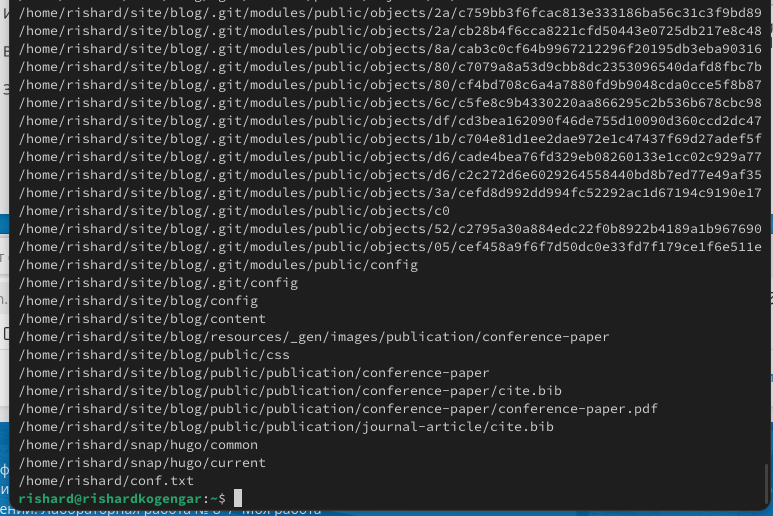 /home/rishard/site/blog/.git/modules/public/objects/2a/c759bb3f6fcac813e333186ba56c31c3f9bd89
/home/rishard/site/blog/.git/modules/public/objects/2a/cb28b4f6cca8221cfd50443e0725db217e8c48
/home/rishard/site/blog/.git/modules/public/objects/8a/cab3c0cf64b9967212296f20195db3eba90316
/home/rishard/site/blog/.git/modules/public/objects/80/c7079a8a53d9cbb8dc2353096540dafd8fbc7b
/home/rishard/site/blog/.git/modules/public/objects/80/cf4bd708c6a4a7880fd9b9048cda0cce5f8b87
/home/rishard/site/blog/.git/modules/public/objects/6c/c5fe8c9b4330220aa866295c2b536b678cbc98
/home/rishard/site/blog/.git/modules/public/objects/df/cd3bea162090f46de755d10090d360ccd2dc47
/home/rishard/site/blog/.git/modules/public/objects/1b/c704e81d1ee2dae972e1c47437f69d27adef5f
/home/rishard/site/blog/.git/modules/public/objects/d6/cade4bea76fd329eb08260133e1cc02c929a77
/home/rishard/site/blog/.git/modules/public/objects/d6/c2c272d6e6029264558440bd8b7ed77e49af35
/home/rishard/site/blog/.git/modules/public/objects/3a/cefd8d992dd994fc52292ac1d67194c9190e17
/home/rishard/site/blog/.git/modules/public/objects/c0
/home/rishard/site/blog/.git/modules/public/objects/52/c2795a30a884edc22f0b8922b4189a1b967690
/home/rishard/site/blog/.git/modules/public/objects/05/cef458a9f6f7d50dc0e33fd7f179ce1f6e511e
/home/rishard/site/blog/.git/modules/public/config
/home/rishard/site/blog/.git/config
/home/rishard/site/blog/config
/home/rishard/site/blog/content
/home/rishard/site/blog/resources/_gen/images/publication/conference-paper
/home/rishard/site/blog/public/css
/home/rishard/site/blog/public/publication/conference-paper
/home/rishard/site/blog/public/publication/conference-paper/cite.bib
/home/rishard/site/blog/public/publication/conference-paper/conference-paper.pdf
/home/rishard/site/blog/public/publication/journal-article/cite.bib
/home/rishard/snap/hugo/common
/home/rishard/snap/hugo/current
/home/rishard/conf.txt
rishard@rishardkogengar:~$